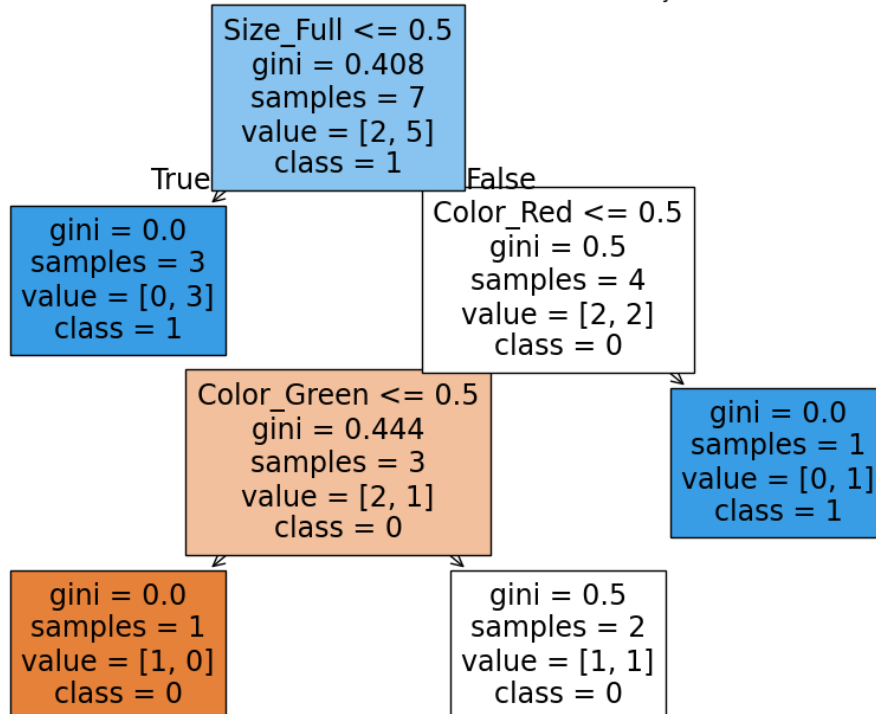 Size_Full <= 0.5
gini = 0.408
samples = 7
value = [2, 5]
class = 1
True
False
gini = 0.0
samples = 3
value = [0, 3]
class = 1
Color_Red <= 0.5
gini = 0.5
samples = 4
value = [2, 2]
class = 0
Color_Green <= 0.5
gini = 0.444
samples = 3
value = [2, 1]
class = 0
gini = 0.0
samples = 1
value = [0, 1]
class = 1
gini = 0.0
samples = 1
value = [1, 0]
class = 0
gini = 0.5
samples = 2
value = [1, 1]
class = 0